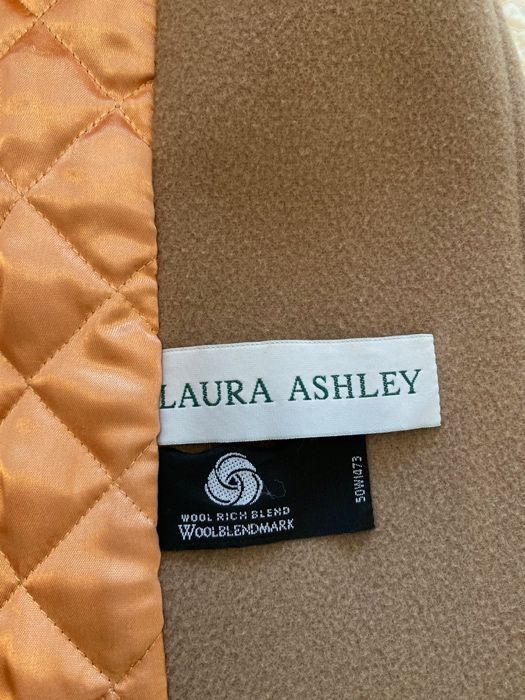 LAURA ASHLEY
WOOL RICH BLEND
WOOLBLENDMARK
50W1473